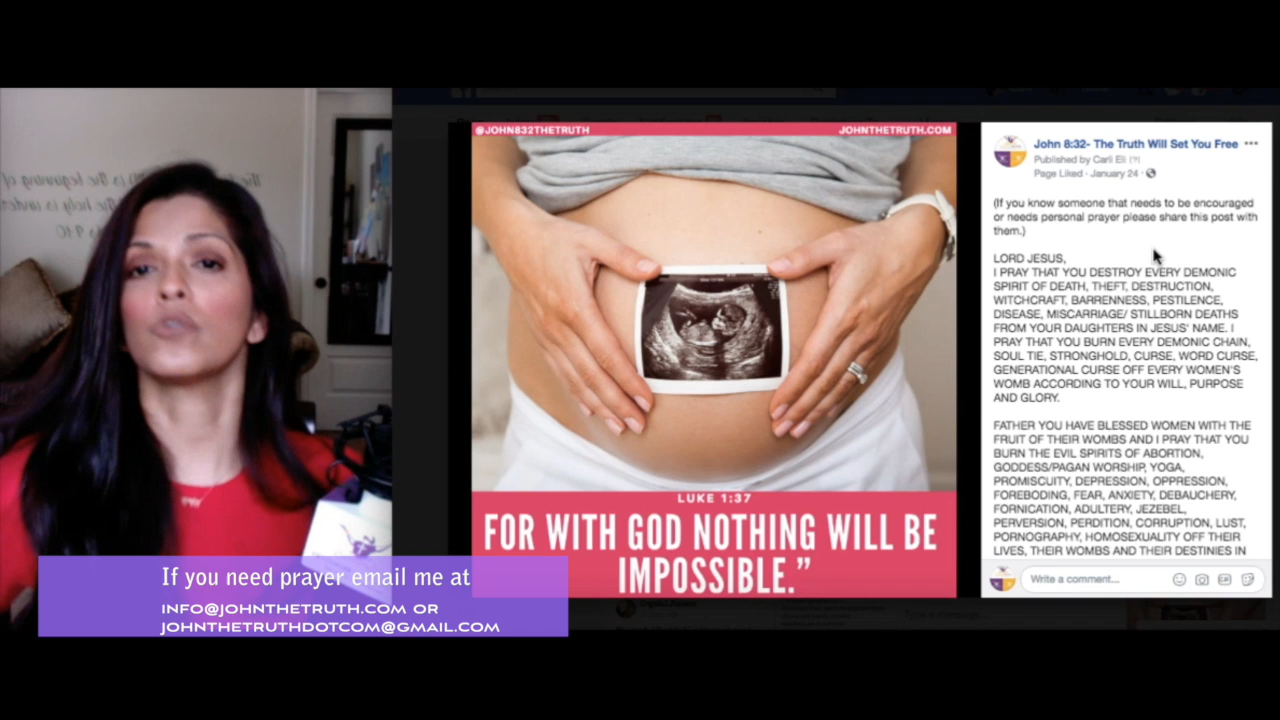 @JOHN832THETRUTH
JOHNTHETRUTH.COM
LUKE 1:37
FOR WITH GOD NOTHING WILL BE
IMPOSSIBLE.”
John 8:32- The Truth Will Set You Free
Published by Carli Eli [?]
Page Liked · January 24 ·
(If you know someone that needs to be encouraged
or needs personal prayer please share this post with
them.)
LORD JESUS,
I PRAY THAT YOU DESTROY EVERY DEMONIC
SPIRIT OF DEATH, THEFT, DESTRUCTION,
WITCHCRAFT, BARRENNESS, PESTILENCE,
DISEASE, MISCARRIAGE/ STILLBORN DEATHS
FROM YOUR DAUGHTERS IN JESUS' NAME. I
PRAY THAT YOU BURN EVERY DEMONIC CHAIN,
SOUL TIE, STRONGHOLD, CURSE, WORD CURSE,
GENERATIONAL CURSE OFF EVERY WOMEN'S
WOMB ACCORDING TO YOUR WILL, PURPOSE
AND GLORY.
FATHER YOU HAVE BLESSED WOMEN WITH THE
FRUIT OF THEIR WOMBS AND I PRAY THAT YOU
BURN THE EVIL SPIRITS OF ABORTION,
GODDESS/PAGAN WORSHIP, YOGA,
PROMISCUITY, DEPRESSION, OPPRESSION,
FOREBODING, FEAR, ANXIETY, DEBAUCHERY,
FORNICATION, ADULTERY, JEZEBEL,
PERVERSION, PERDITION, CORRUPTION, LUST,
PORNOGRAPHY, HOMOSEXUALITY OFF THEIR
LIVES, THEIR WOMBS AND THEIR DESTINIES IN
Write a comment...
If you need prayer email me at
INFO@JOHNTHETRUTH.COM OR
JOHNTHETRUTHDOTCOM@GMAIL.COM